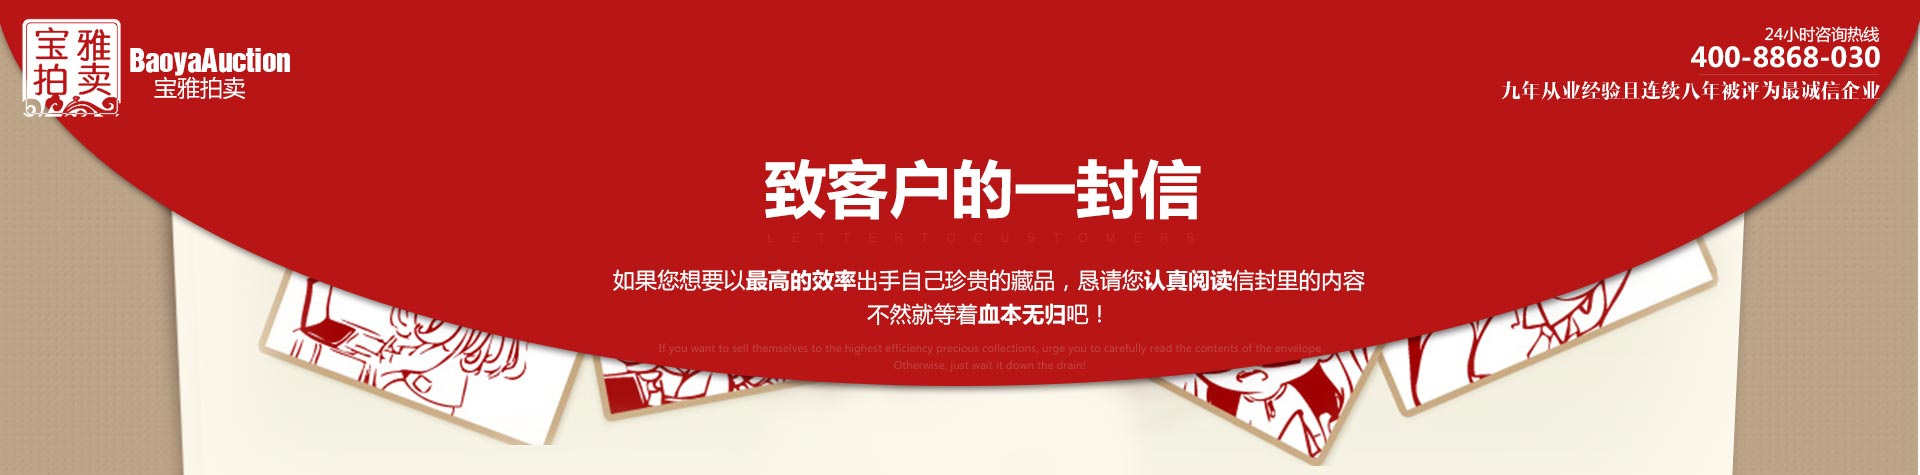 宝雅
拍卖
BaoyaAuction
宝雅拍卖
24小时咨询热线
400-8868-030
九年从业经验且连续八年被评为最诚信企业
致客户的一封信
LETTERTOCUSTOMERS
如果您想要以最高的效率出手自己珍贵的藏品，恳请您认真阅读信封里的内容
不然就等着血本无归吧！
If you want to sell themselves to the highest efficiency precious collections, urge you to carefully read the contents of the envelope
Otherwise, just wait it down the drain!